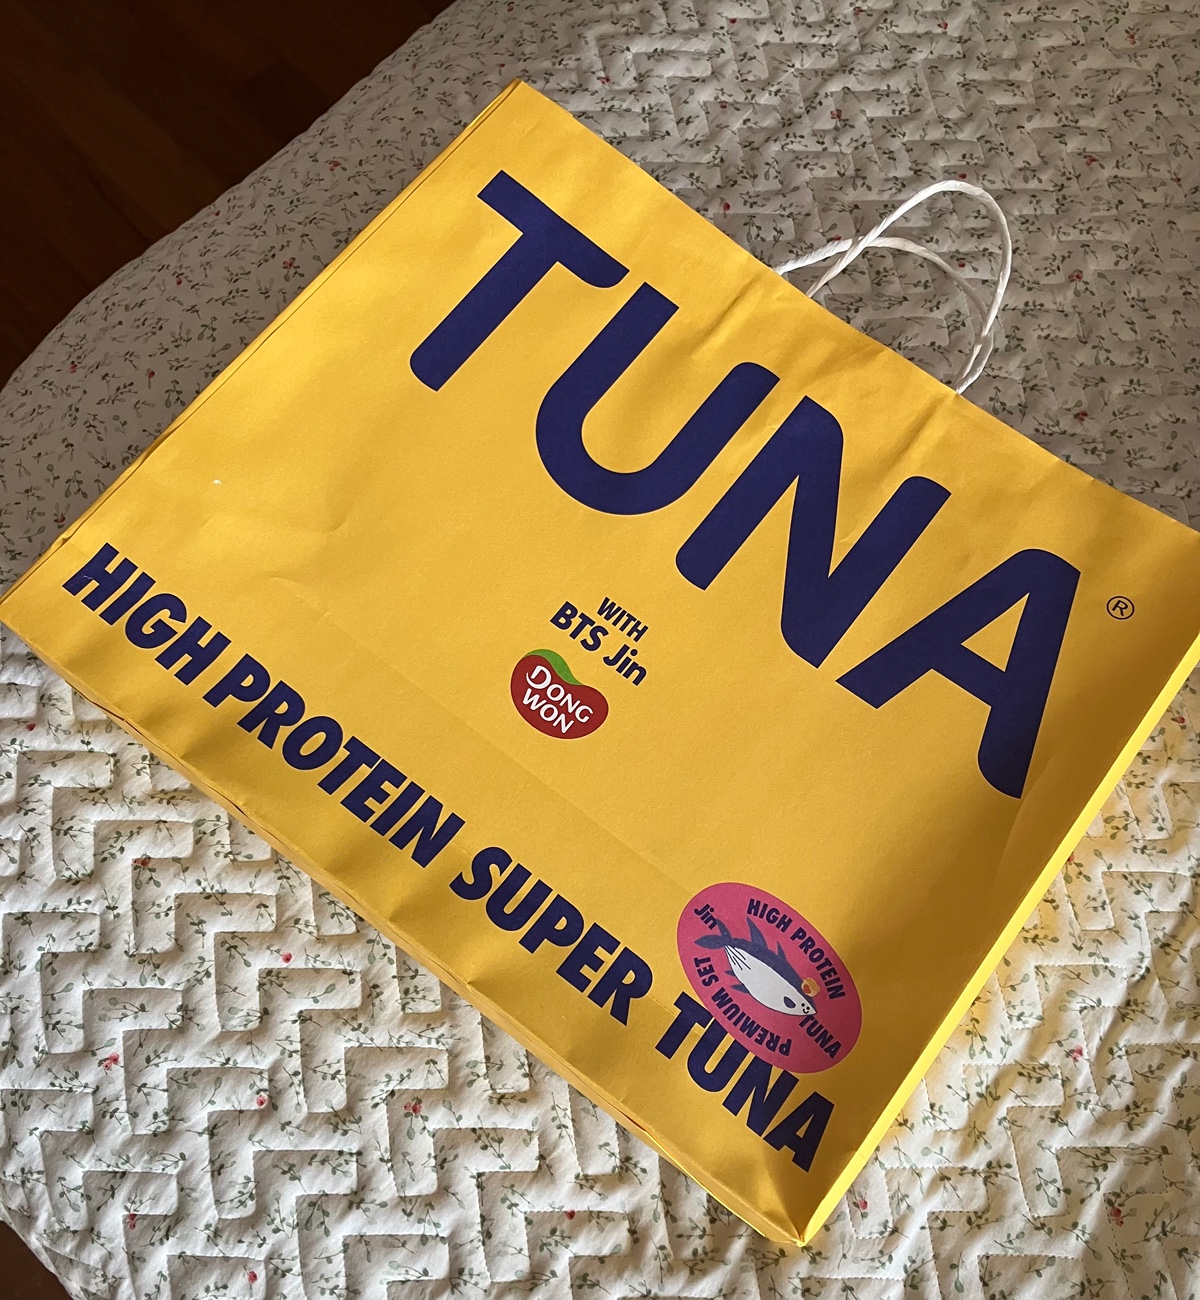 TUNA®
WITH
BTS Jin
DONG
WON
HIGH PROTEIN SUPER TUNA
Jin
HIGH PROTEIN
TUNA
PREMIUM SET